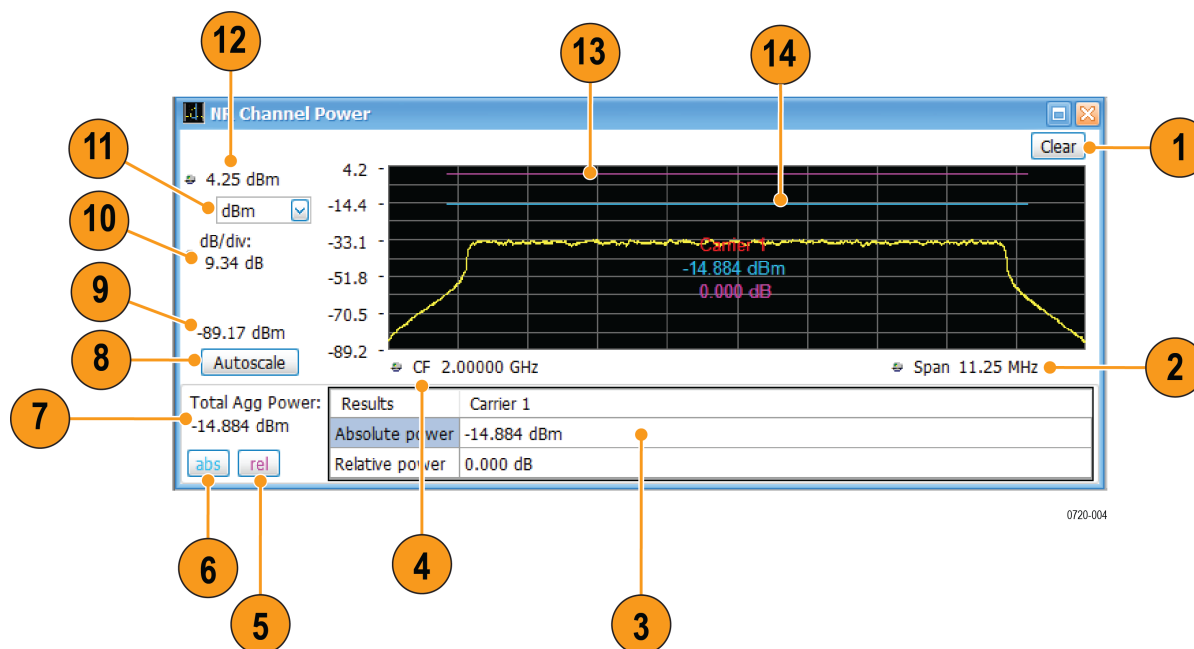 12
13
14
NR Channel Power
11
Clear
1
4.25 dBm
4.2
dBm
-14.4
10
dB/div:
9.34 dB
-33.1
Carrier 1
-14.884 dBm
-51.8
0.000 dB
9
-70.5
-89.17 dBm
8
Autoscale
-89.2
CF 2.00000 GHz
Span 11.25 MHz
2
7
Total Agg Power:
-14.884 dBm
Results Carrier 1
Absolute power -14.884 dBm
Relative power 0.000 dB
abs
rel
0720-004
6
4
5
3